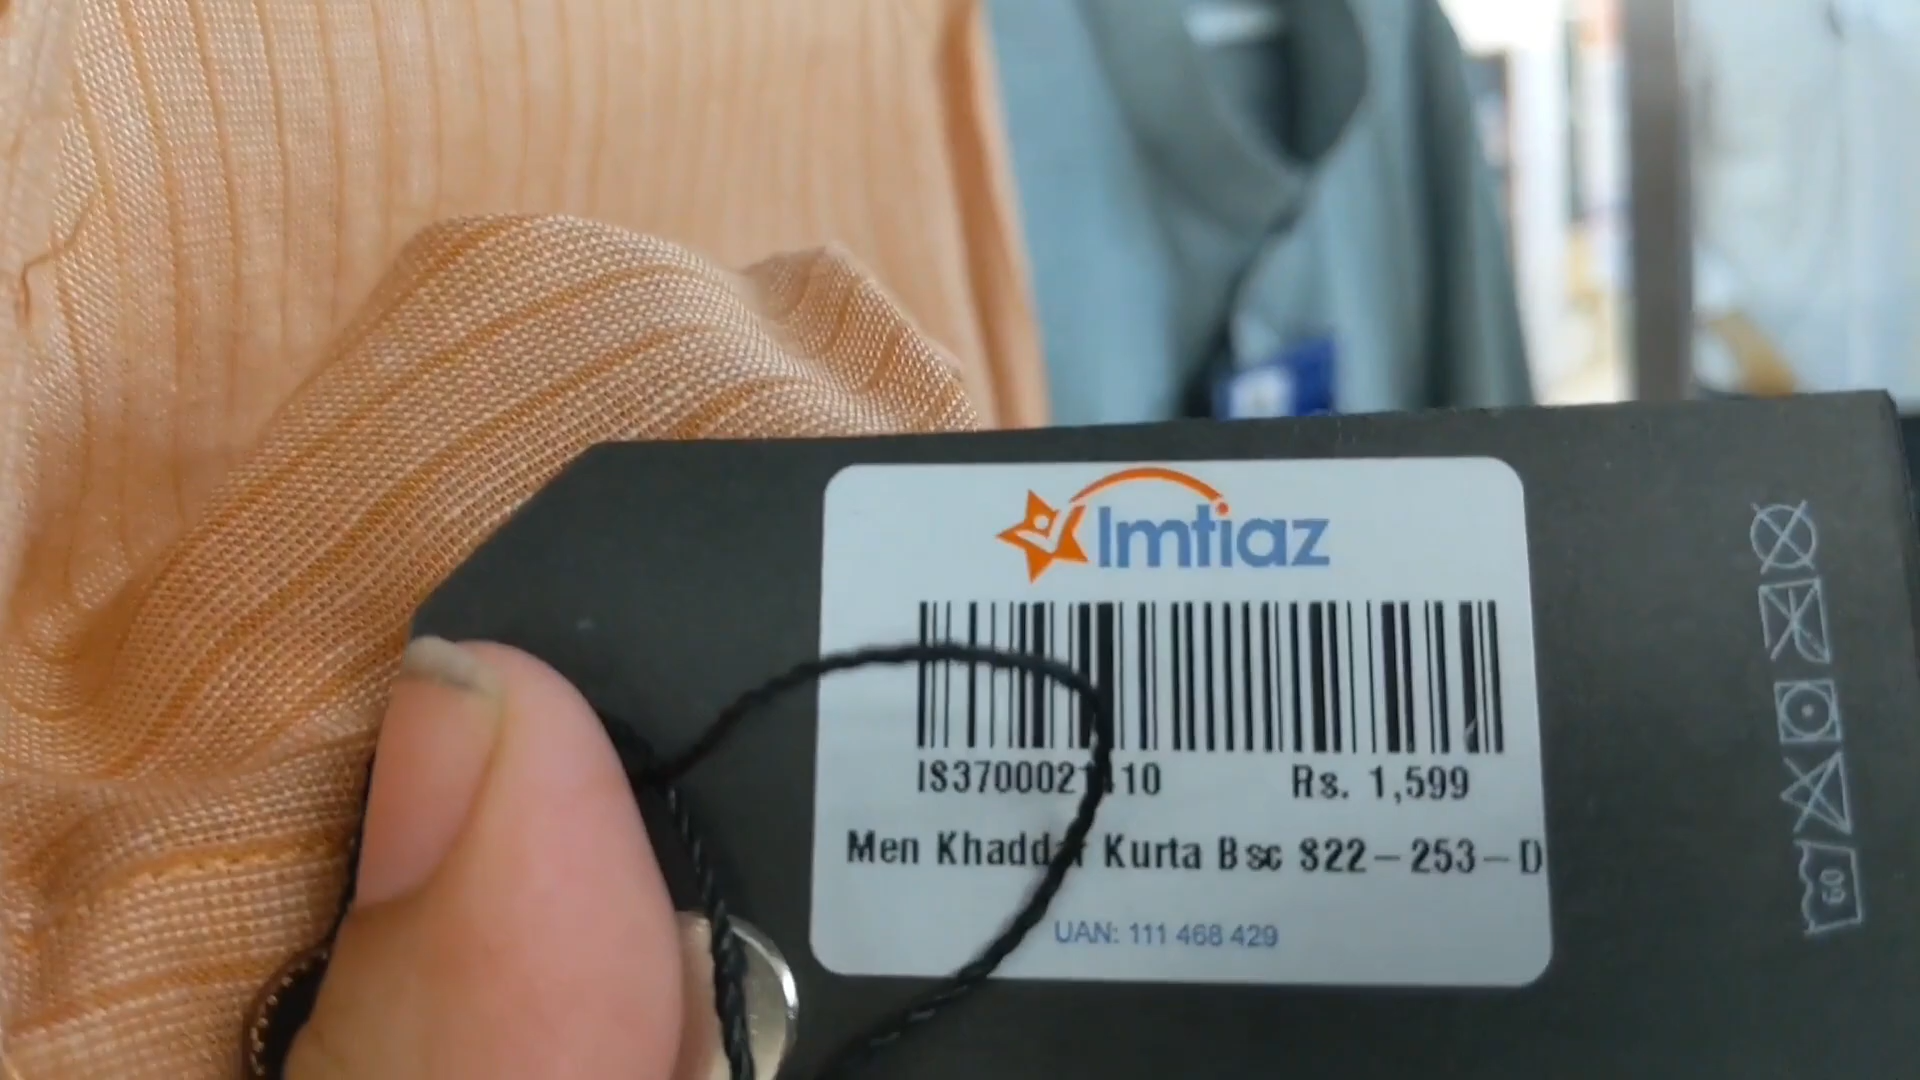 Imtiaz
Rs. 1,599
Men Khaddar Kurta Bsc S22-253-D
UAN: 111 468 429